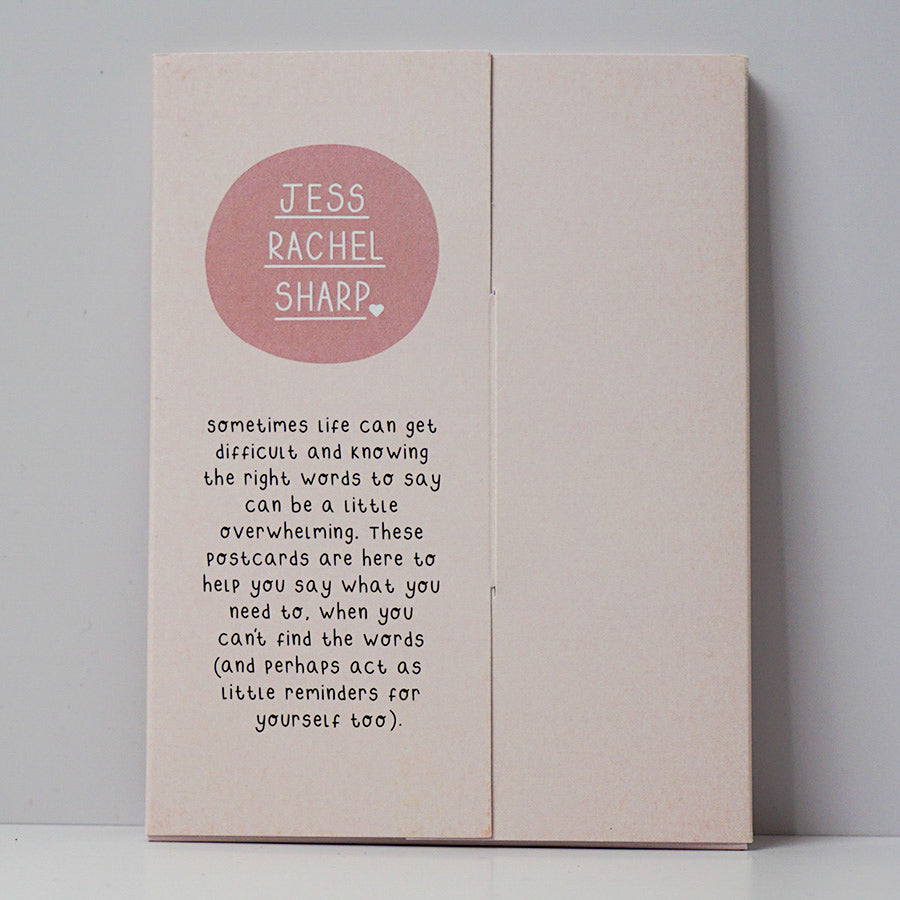 JESS
RACHEL
SHARP
sometimes life can get
difficult and knowing
the right words to say
can be a little
overwhelming. These
postcards are here to
help you say what you
need to, when you
can't find the words
(and perhaps act as
little reminders for
yourself too).